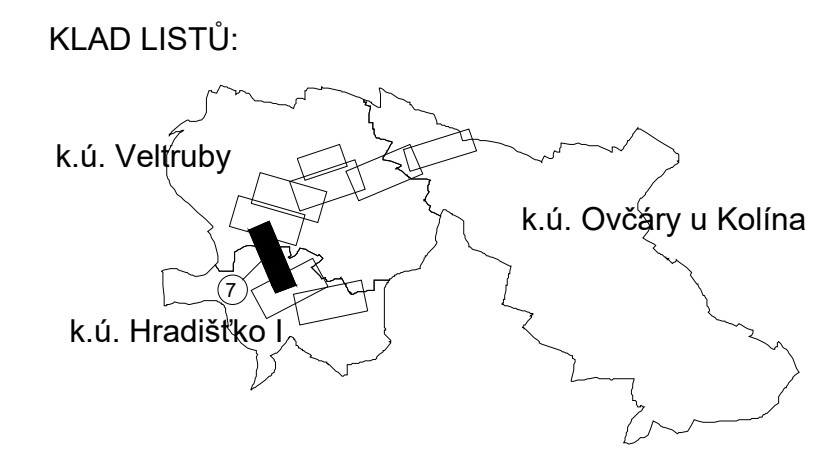 KLAD LISTŮ:
k.ú. Veltruby
k.ú. Ovčáry u Kolína
7
k.ú. Hradišťko I